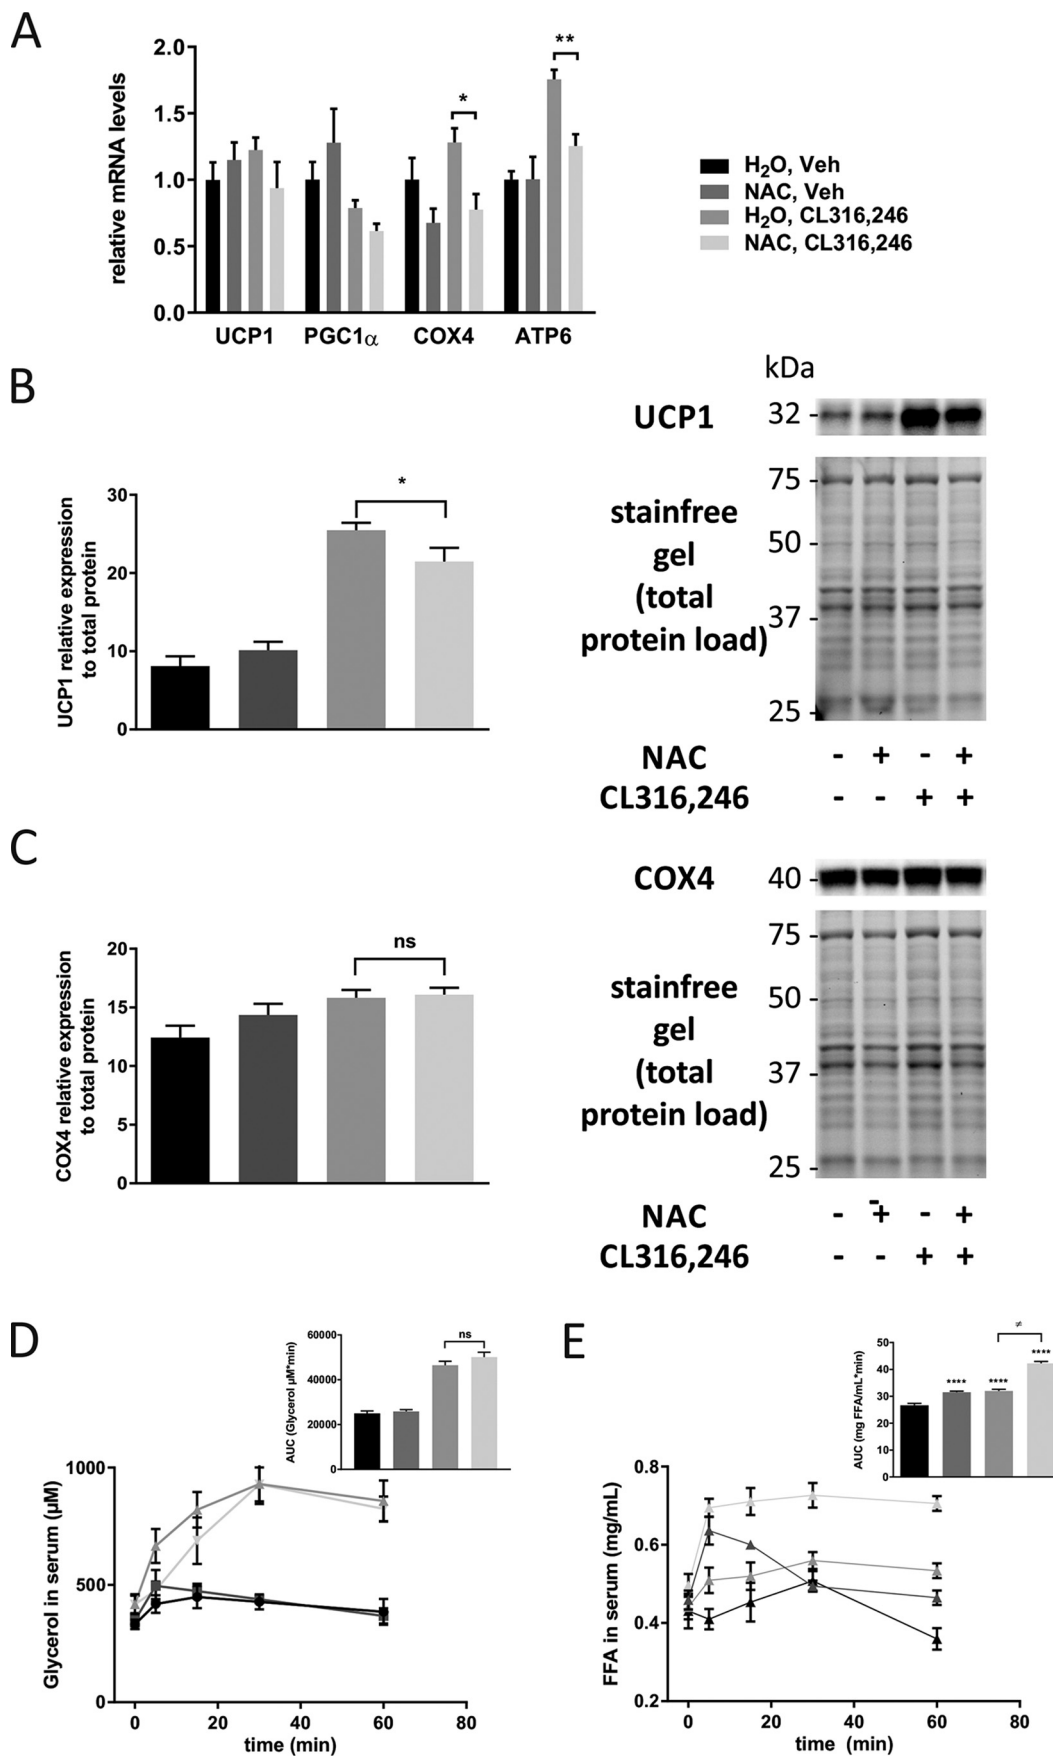 A
relative mRNA levels
2.0
1.5
1.0
0.5
0.0
*
**
UCP1
PGC1α
COX4
ATP6
H2O, Veh
NAC, Veh
H2O, CL316,246
NAC, CL316,246
B
UCP1 relative expression
to total protein
30
20
10
0
*
kDa
UCP1
32 -
stainfree
gel
(total
protein load)
75 -
50 -
37 -
25 -
NAC - + - +
CL316,246 - - + +
C
COX4 relative expression
to total protein
20
15
10
5
0
ns
COX4
40 -
stainfree
gel
(total
protein load)
75 -
50 -
37 -
25 -
NAC - -+ - +
CL316,246 - - + +
D
AUC (Glycerol µM*min)
60000
40000
20000
0
ns
Glycerol in serum (µM)
1000
500
0
0 20 40 60 80
time (min)
E
AUC (mg FFA/mL*min)
50
40
30
20
10
0
≠
****
****
****
FFA in serum (mg/mL)
0.8
0.6
0.4
0.2
0 20 40 60 80
time (min)